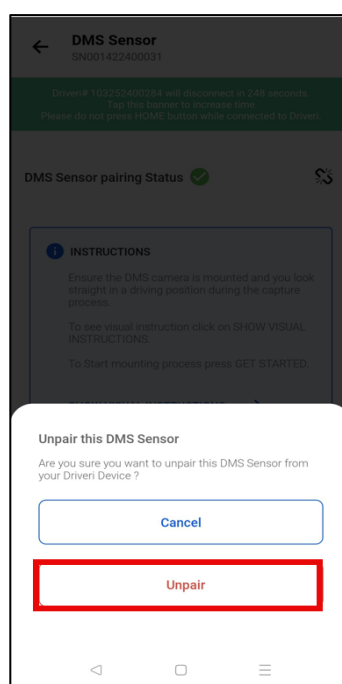 DMS Sensor
SN001422400031
Driveri# 103252400284 will disconnect in 248 seconds.
Tap this banner to increase time.
Please do not press HOME button while connected to Driveri
DMS Sensor pairing Status
INSTRUCTIONS
Ensure the DMS camera is mounted and you look
straight in a driving position during the capture
process.
To see visual instruction click on SHOW VISUAL
INSTRUCTIONS.
To Start mounting process press GET STARTED.
Unpair this DMS Sensor
Are you sure you want to unpair this DMS Sensor from
your Driveri Device ?
Cancel
Unpair